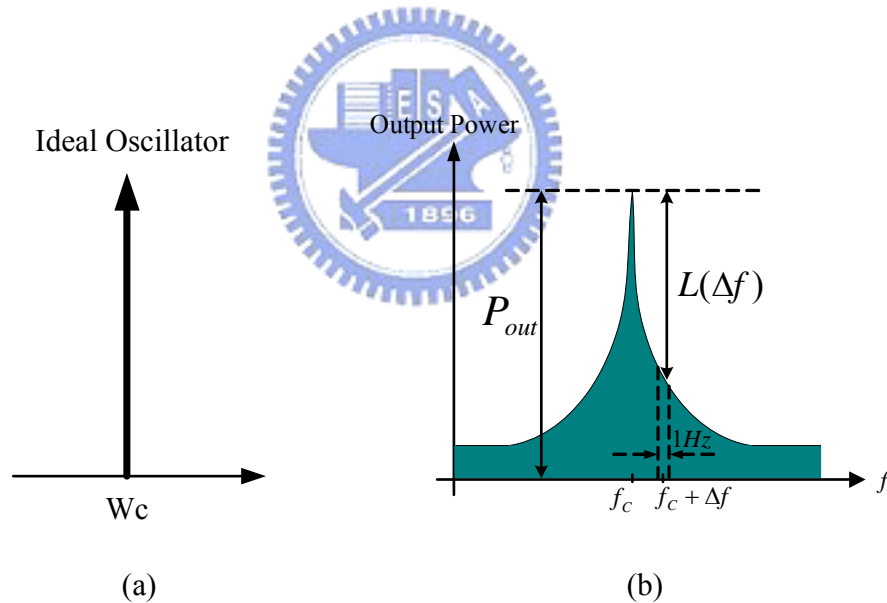 Ideal Oscillator
Wc
(a)
E S A
1896
Output Power
P_out
L(Δf)
1Hz
f_C
f_C + Δf
f
(b)